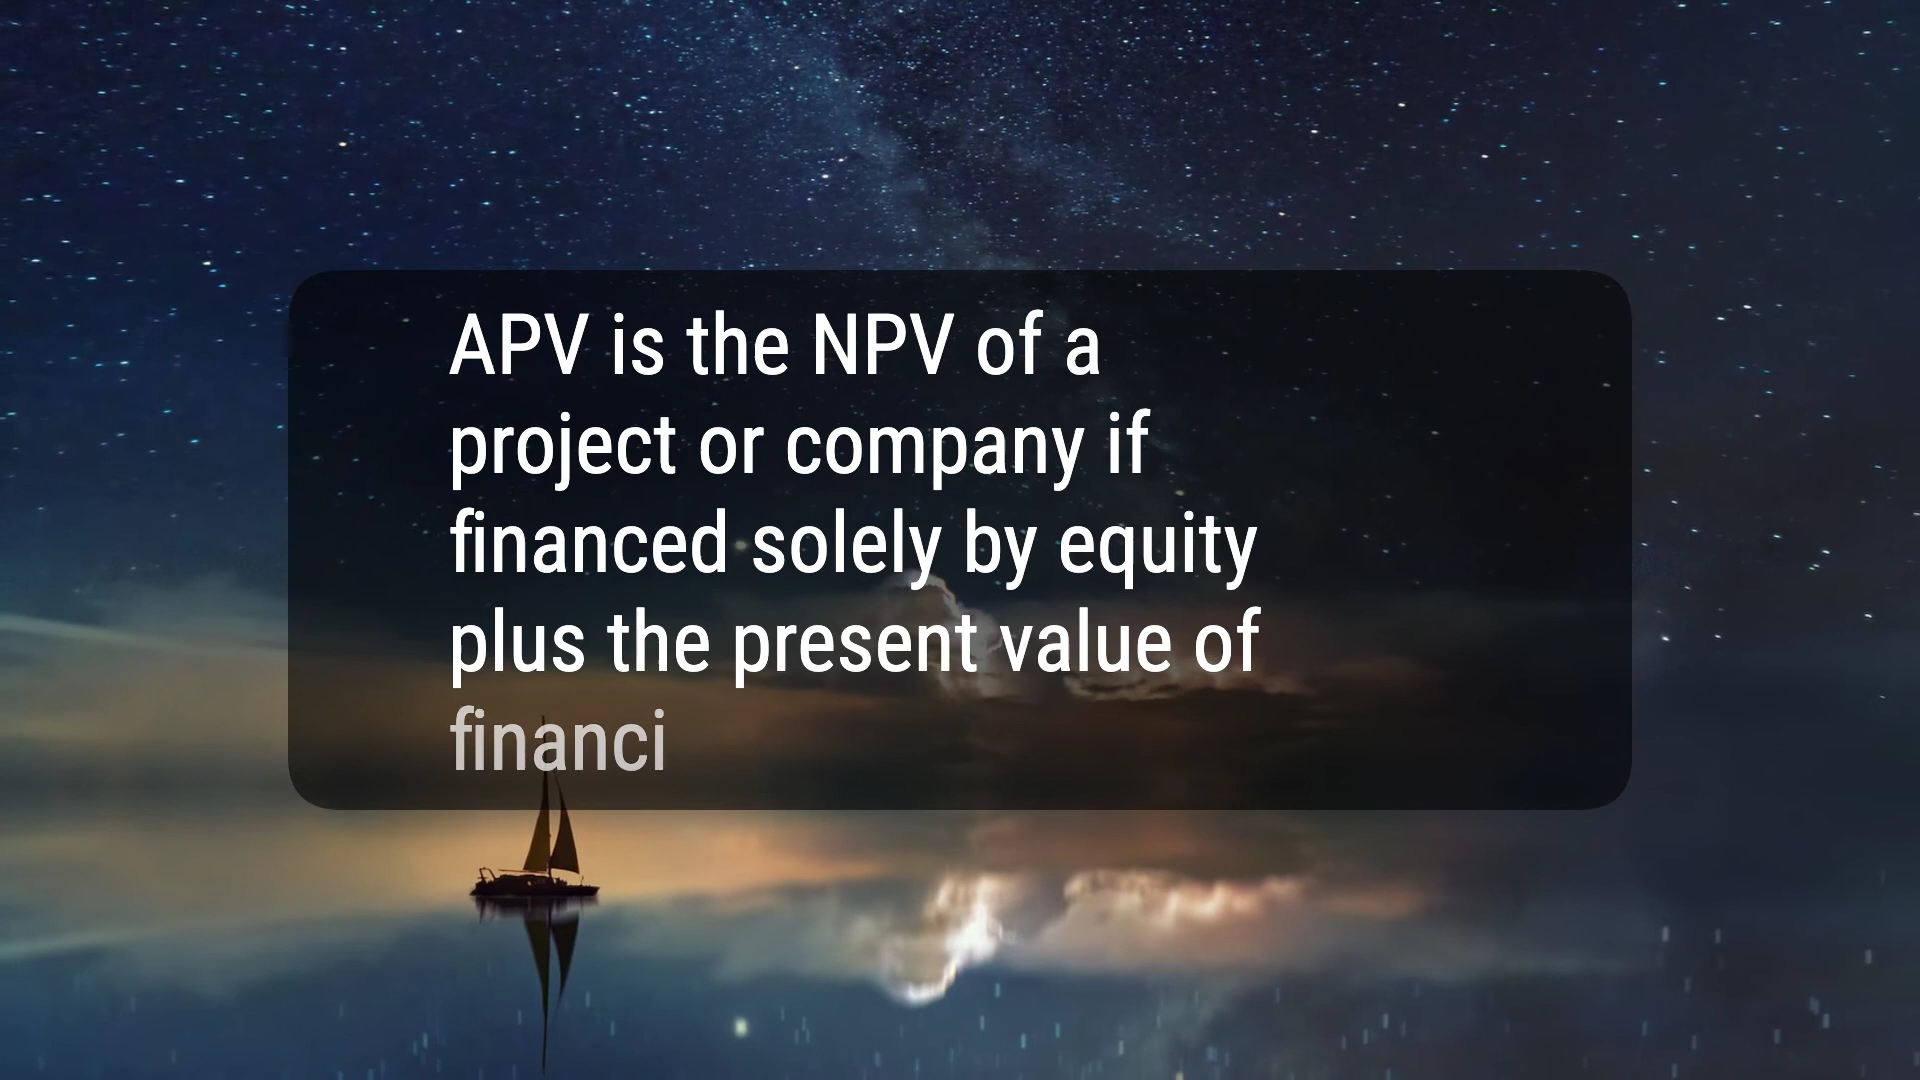 APV is the NPV of a
project or company if
financed solely by equity
plus the present value of
financi